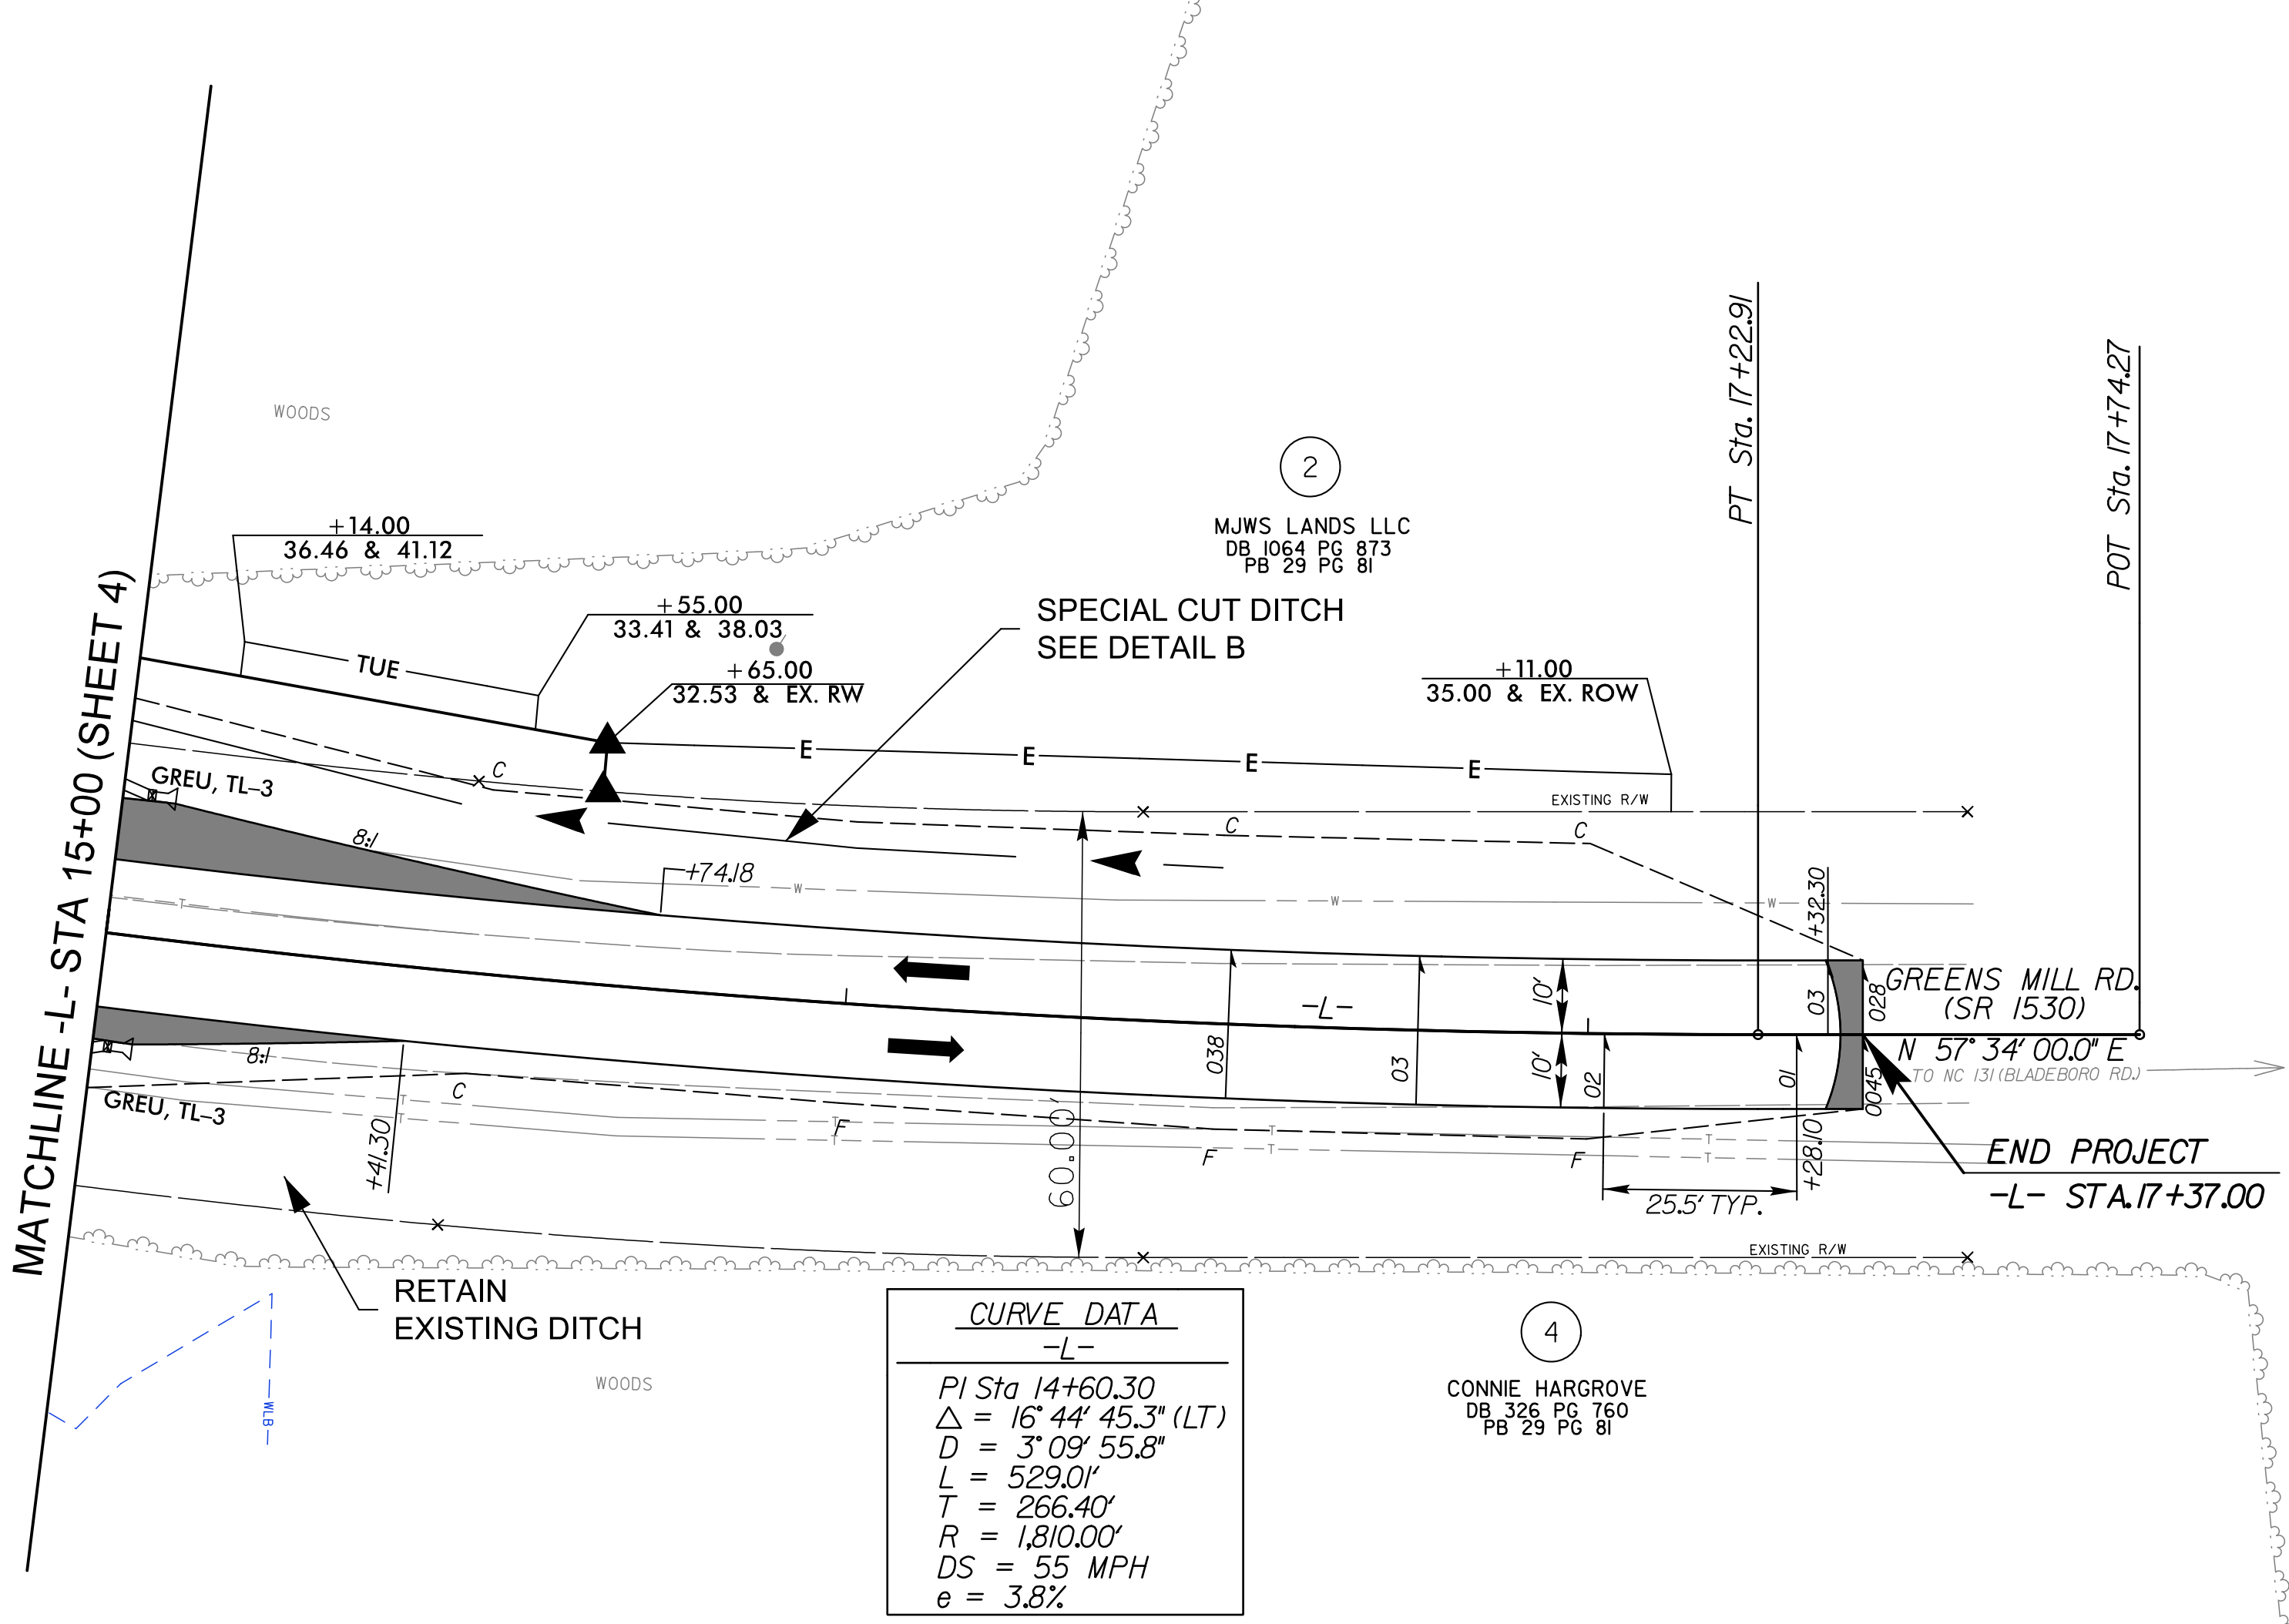 MATCHLINE -L- STA 15+00 (SHEET 4)
WOODS
+14.00
36.46 & 41.12
TUE
+55.00
33.41 & 38.03
+65.00
32.53 & EX. RW
SPECIAL CUT DITCH
SEE DETAIL B
2
MJWS LANDS LLC
DB 1064 PG 873
PB 29 PG 81
+11.00
35.00 & EX. ROW
PT Sta. 17+22.91
POT Sta. 17+74.27
E
E
E
E
EXISTING R/W
C
C
C
GREU, TL-3
8:1
+74.18
W
W
W
T
+32.30
-L-
038
03
10'
10'
02
01
03
028
0045
GREENS MILL RD.
(SR 1530)
N 57° 34' 00.0" E
TO NC 131 (BLADEBORO RD.)
8:1
GREU, TL-3
C
+41.30
T
T
T
T
T
T
T
T
F
F
F
60.00'
25.5' TYP.
+28.10
END PROJECT
-L- STA.17+37.00
EXISTING R/W
RETAIN
EXISTING DITCH
WOODS
WLB
CURVE DATA
-L-
PI Sta 14+60.30
△ = 16° 44' 45.3" (LT)
D = 3° 09' 55.8"
L = 529.01'
T = 266.40'
R = 1,810.00'
DS = 55 MPH
e = 3.8%
4
CONNIE HARGROVE
DB 326 PG 760
PB 29 PG 81